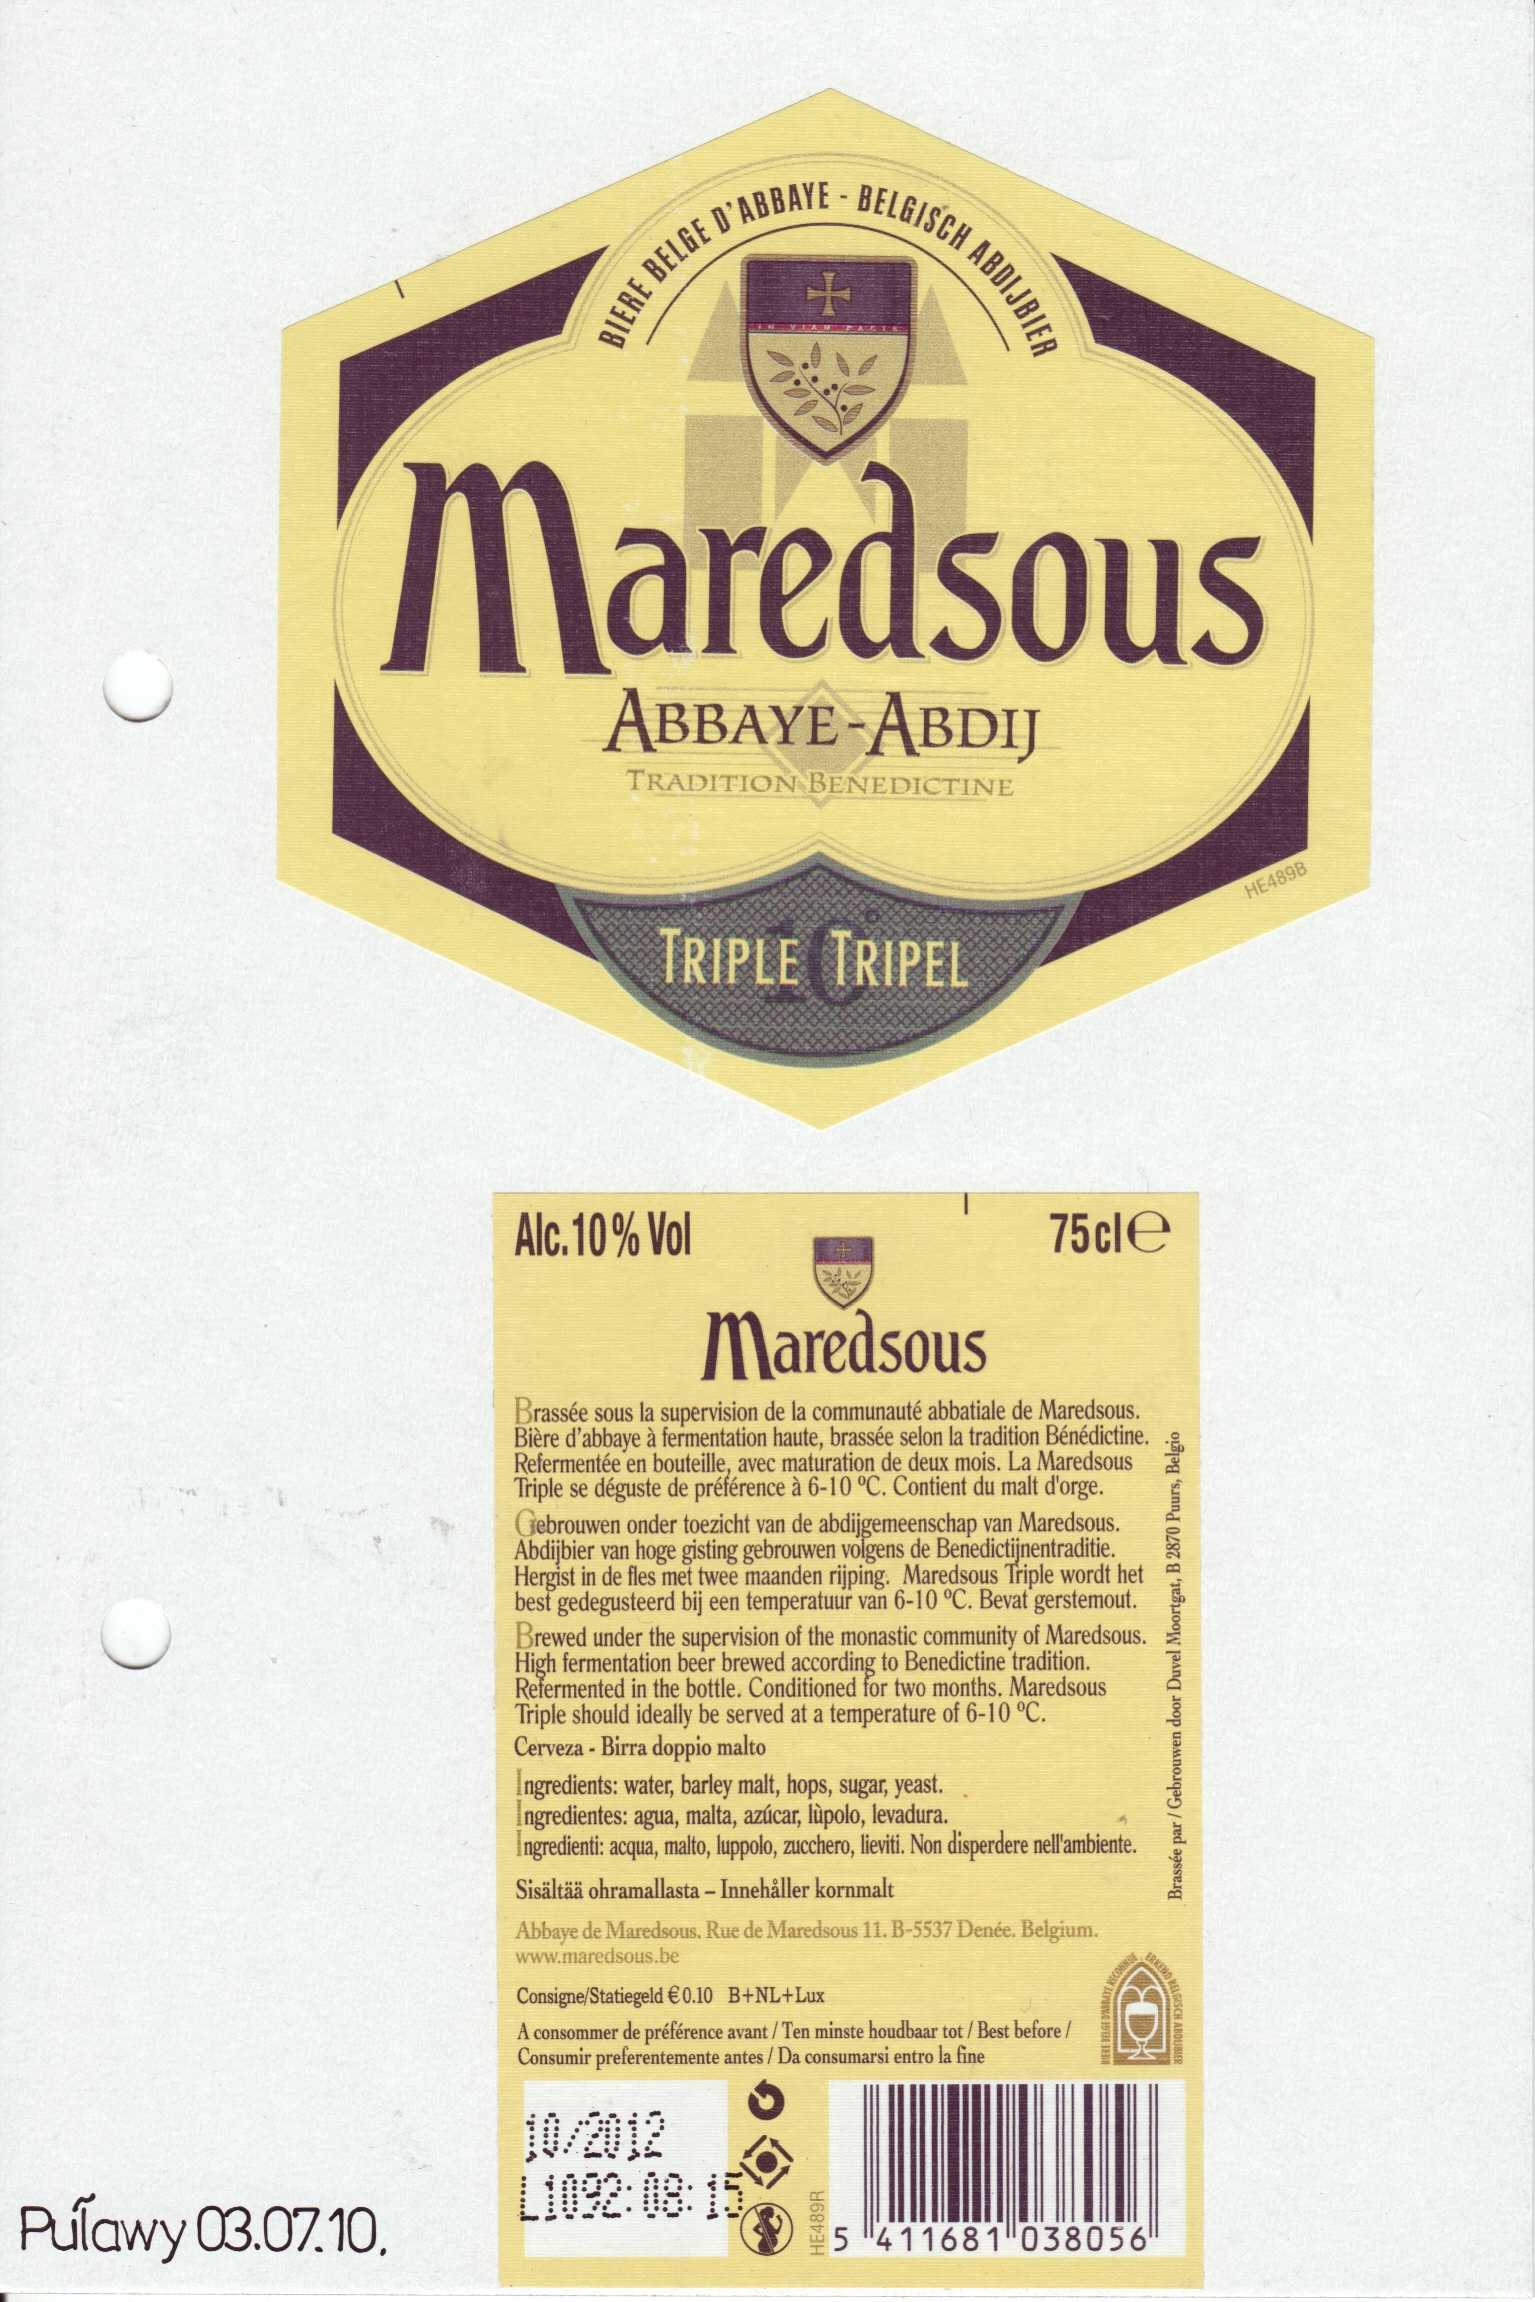 BIERE BELGE D'ABBAYE - BELGISCH ABDIJBIER
IN VIAM PACIS
Maredsous
ABBAYE-ABDIJ
TRADITION BENEDICTINE
10°
TRIPLE TRIPEL
HE489B
Alc.10% Vol
75cl℮
Maredsous
Brassée sous la supervision de la communauté abbatiale de Maredsous.
Bière d'abbaye à fermentation haute, brassée selon la tradition Bénédictine.
Refermentée en bouteille, avec maturation de deux mois. La Maredsous
Triple se déguste de préférence à 6-10 °C. Contient du malt d'orge.
Gebrouwen onder toezicht van de abdijgemeenschap van Maredsous.
Abdijbier van hoge gisting gebrouwen volgens de Benedictijnentraditie.
Hergist in de fles met twee maanden rijping. Maredsous Triple wordt het
best gedegusteerd bij een temperatuur van 6-10 °C. Bevat gerstemout.
Brewed under the supervision of the monastic community of Maredsous.
High fermentation beer brewed according to Benedictine tradition.
Refermented in the bottle. Conditioned for two months. Maredsous
Triple should ideally be served at a temperature of 6-10 °C.
Cerveza - Birra doppio malto
Ingredients: water, barley malt, hops, sugar, yeast.
Ingredientes: agua, malta, azúcar, lùpolo, levadura.
Ingredienti: acqua, malto, luppolo, zucchero, lieviti. Non disperdere nell'ambiente.
Sisältää ohramallasta – Innehåller kornmalt
Abbaye de Maredsous. Rue de Maredsous 11. B-5537 Denée. Belgium.
www.maredsous.be
Consigne/Statiegeld €0.10 B+NL+Lux
A consommer de préférence avant / Ten minste houdbaar tot / Best before /
Consumir preferentemente antes / Da consumarsi entro la fine
Brassée par / Gebrouwen door Duvel Moortgat, B 2870 Puurs, Belgio
BIERE BELGE D'ABBAYE RECONNUE . ERKEND BELGISCH ABDIJBIER
10/2012
L1092:08:15
HE489R
5 411681 038056
Puławy 03.07.10.